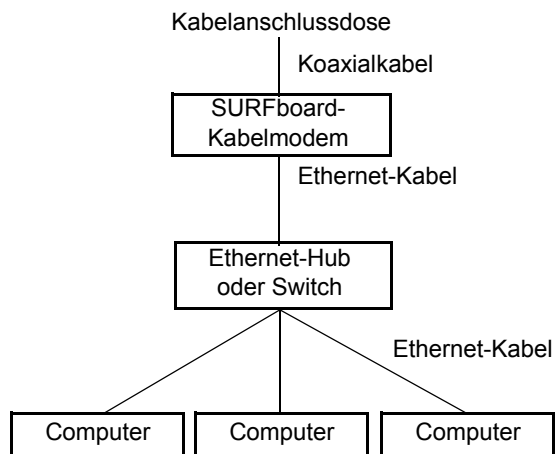 Kabelanschlussdose
Koaxialkabel
SURFboard-
Kabelmodem
Ethernet-Kabel
Ethernet-Hub
oder Switch
Ethernet-Kabel
Computer
Computer
Computer